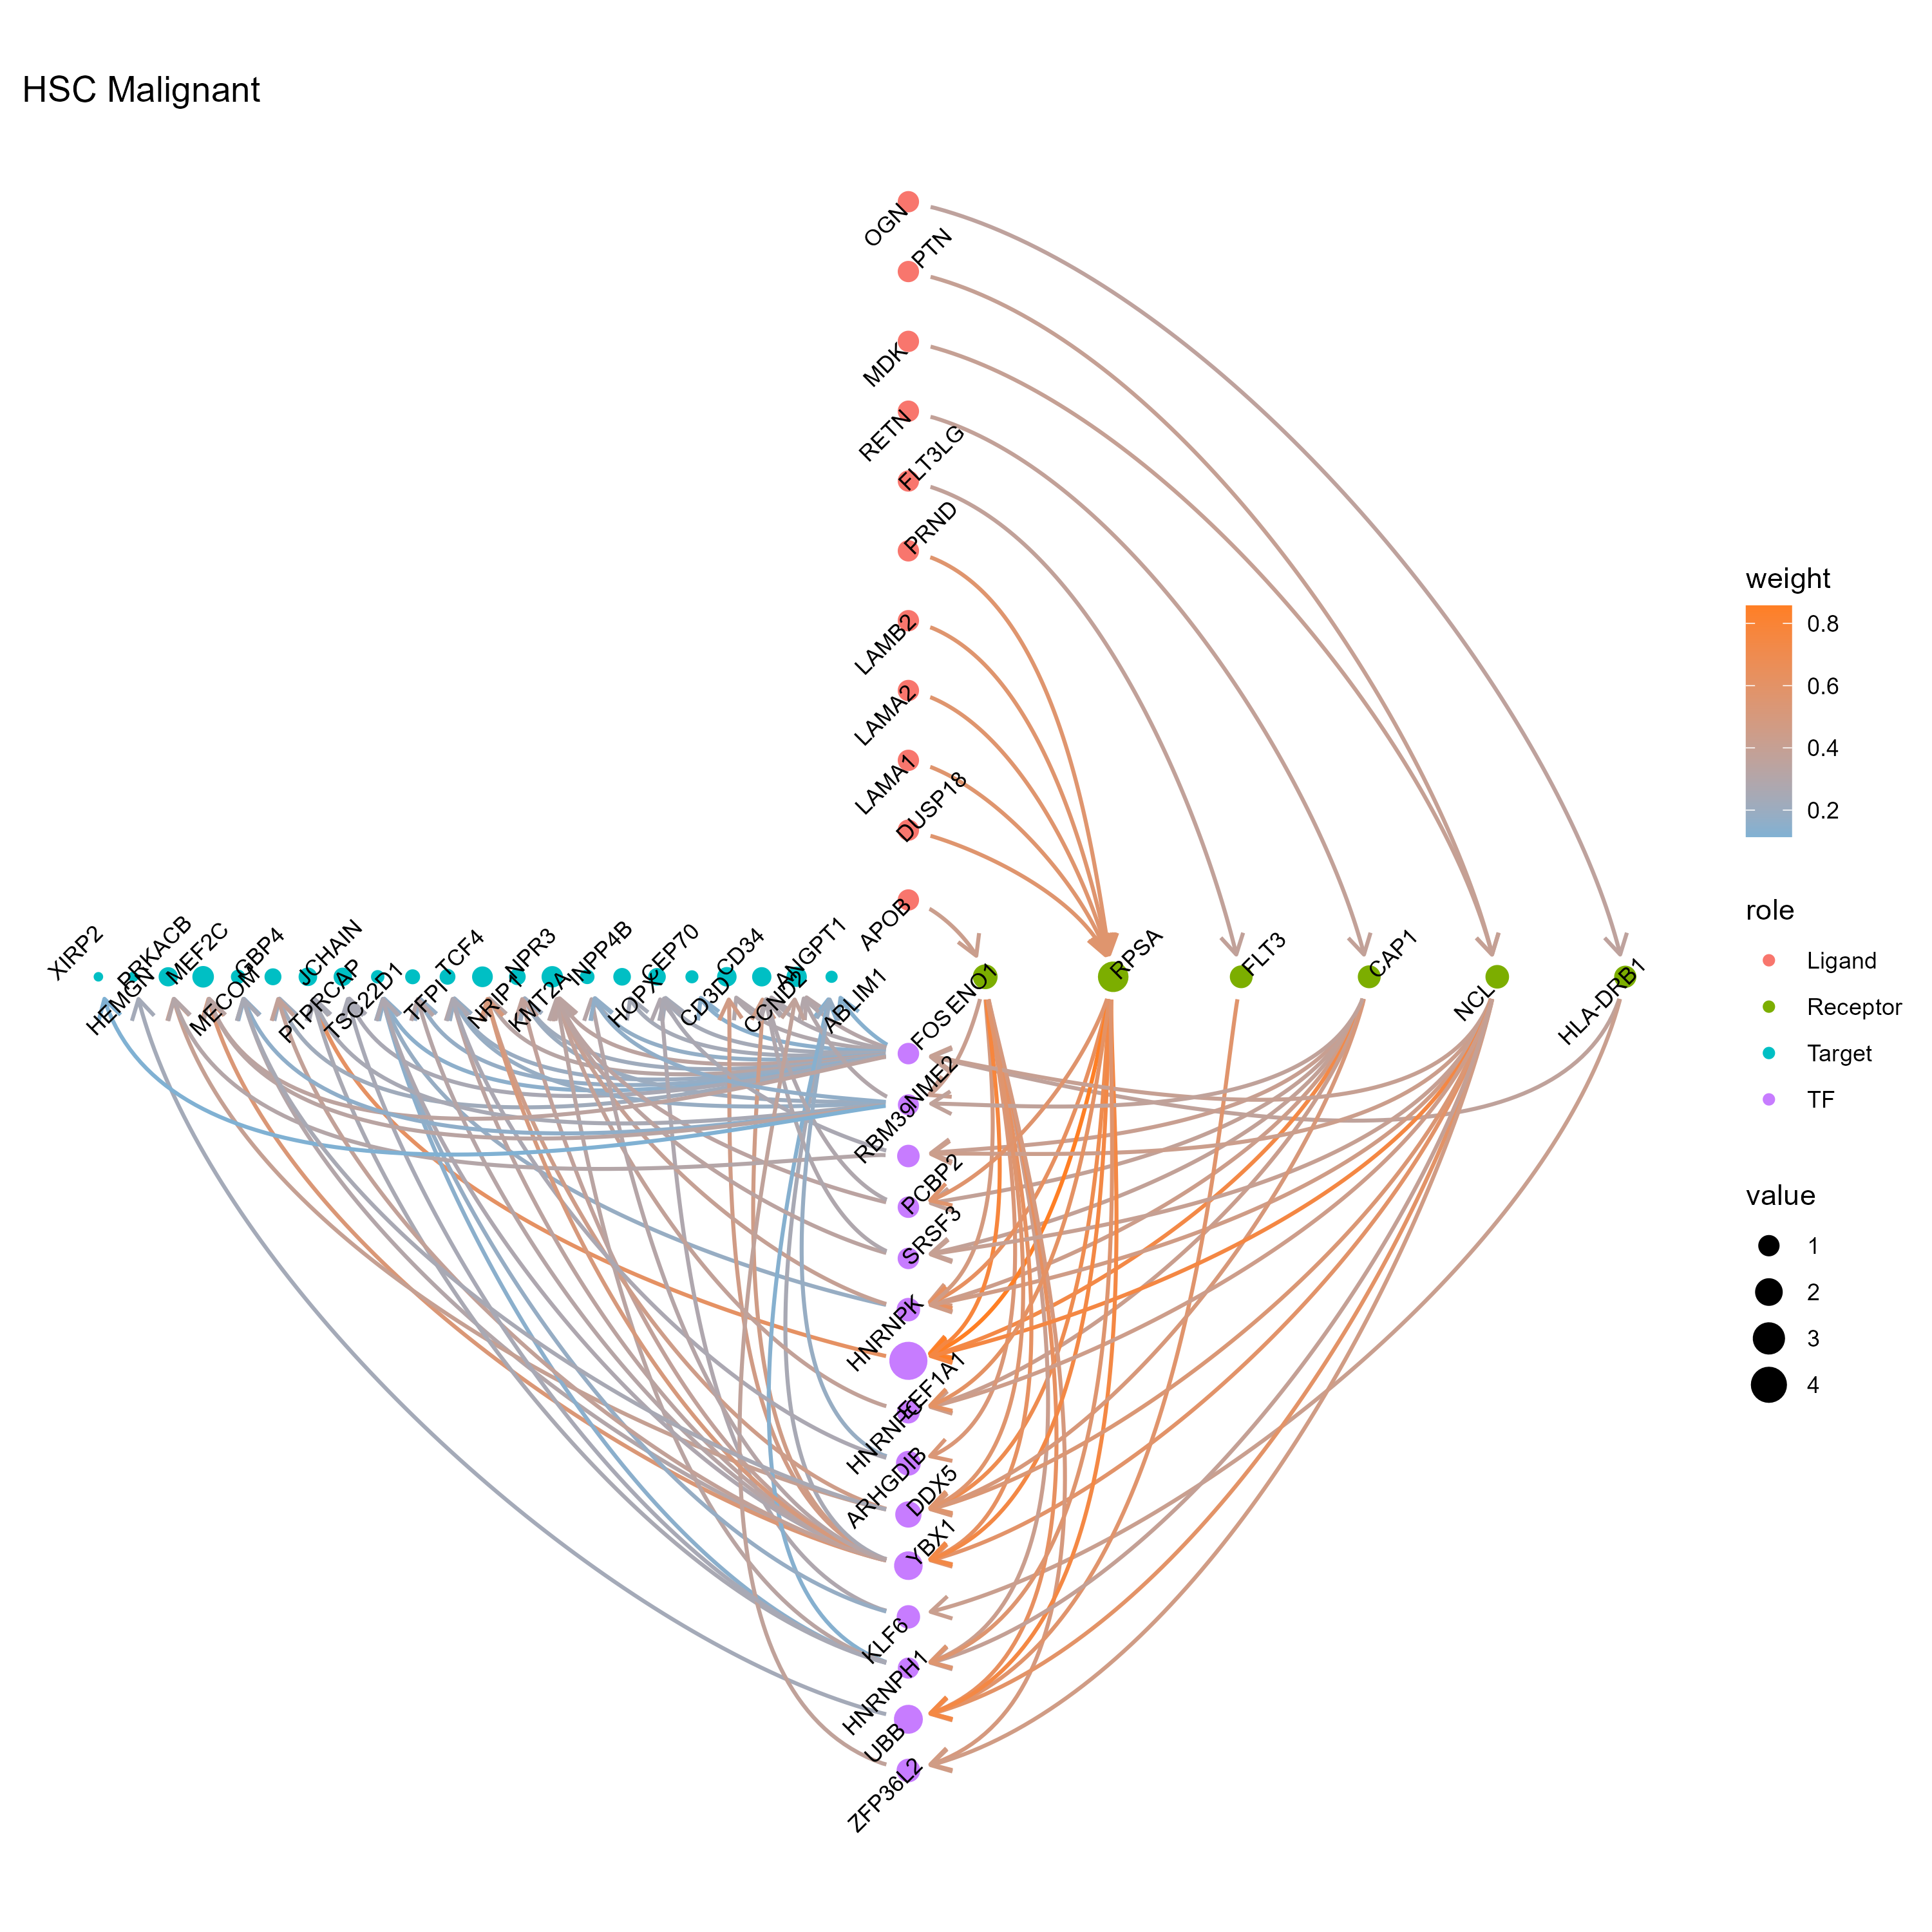 HSC Malignant
OGN
PTN
MDK
RETN
FLT3LG
PRND
LAMB2
LAMA2
LAMA1
DUSP18
APOB
XIRP2
HEMGN
PRKACB
MEF2C
MECOM
GBP4
PTPRCAP
JCHAIN
TSC22D1
TFPI
TCF4
NRIP1
NPR3
KMT2A
INPP4B
HOPX
CEP70
CD3D
CD34
CCND2
ANGPT1
ABLIM1
ENO1
RPSA
FLT3
CAP1
NCL
HLA-DRB1
FOS
NME2
RBM39
PCBP2
SRSF3
HNRNPK
EEF1A1
ARHGDIB
DDX5
YBX1
KLF6
HNRNPH1
UBB
ZFP36L2
weight
0.8
0.6
0.4
0.2
role
Ligand
Receptor
Target
TF
value
1
2
3
4